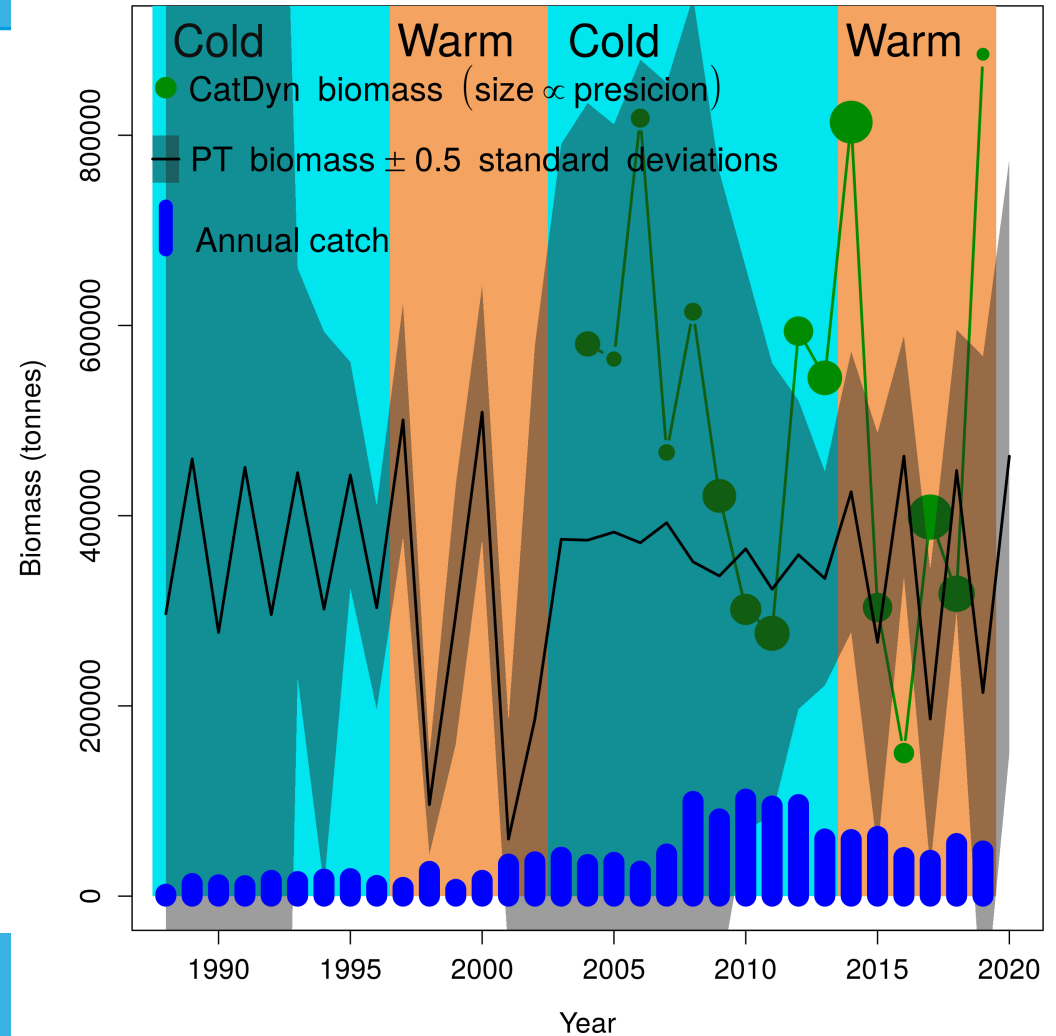 Cold Warm Cold Warm
CatDyn biomass (size ∝ presicion)
PT biomass ± 0.5 standard deviations
Annual catch
Biomass (tonnes)
800000
600000
400000
200000
0
1990 1995 2000 2005 2010 2015 2020
Year